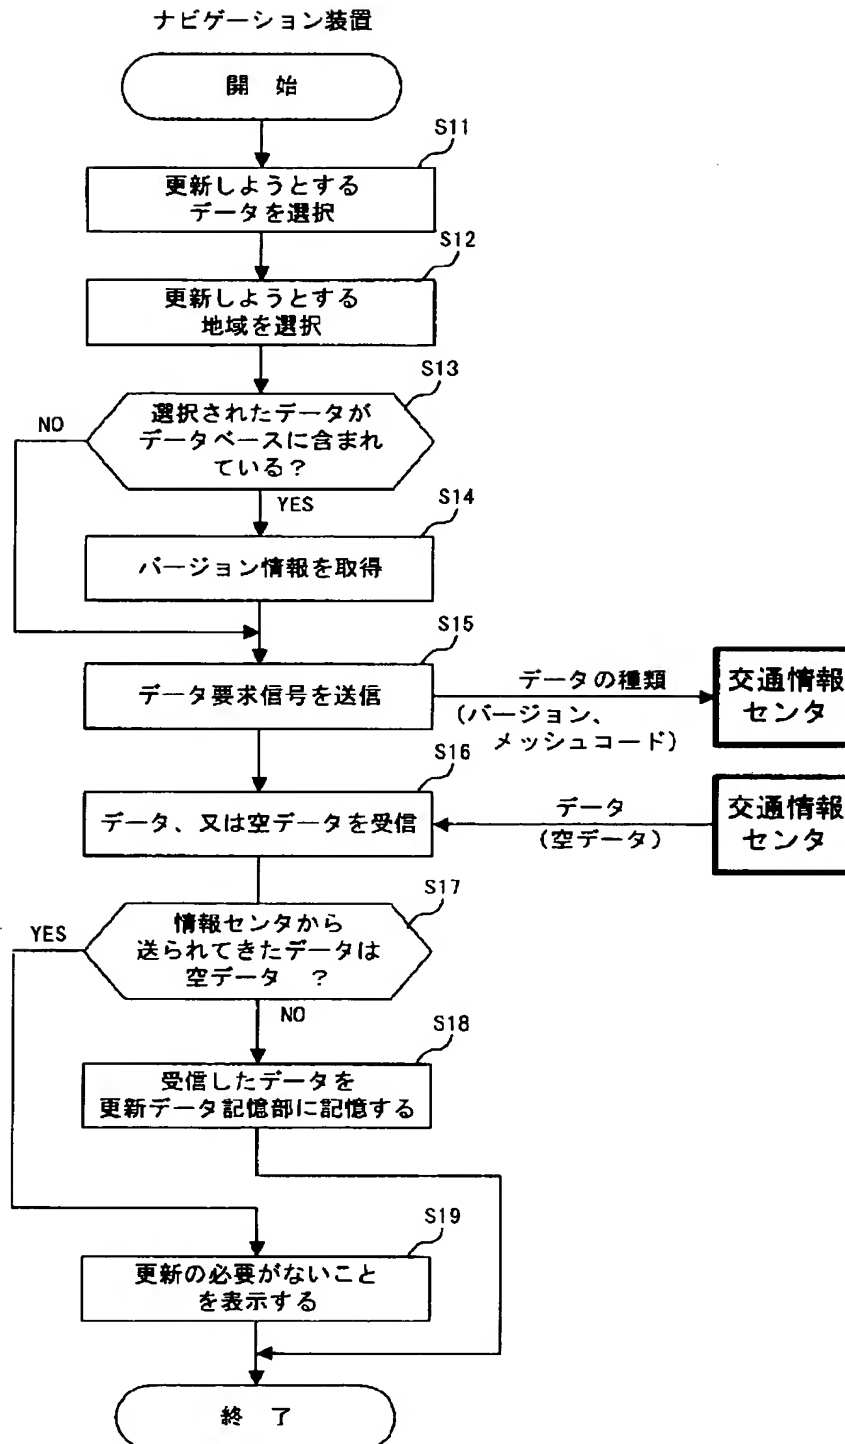 ナビゲーション装置
開 始
S11
更新しようとする
データを選択
S12
更新しようとする
地域を選択
S13
選択されたデータが
データベースに含まれ
ている?
NO
YES
S14
バージョン情報を取得
S15
データ要求信号を送信
データの種類
(バージョン、
メッシュコード)
交通情報
センタ
S16
データ、又は空データを受信
データ
(空データ)
交通情報
センタ
S17
情報センタから
送られてきたデータは
空データ ?
YES
NO
S18
受信したデータを
更新データ記憶部に記憶する
S19
更新の必要がないこと
を表示する
終 了